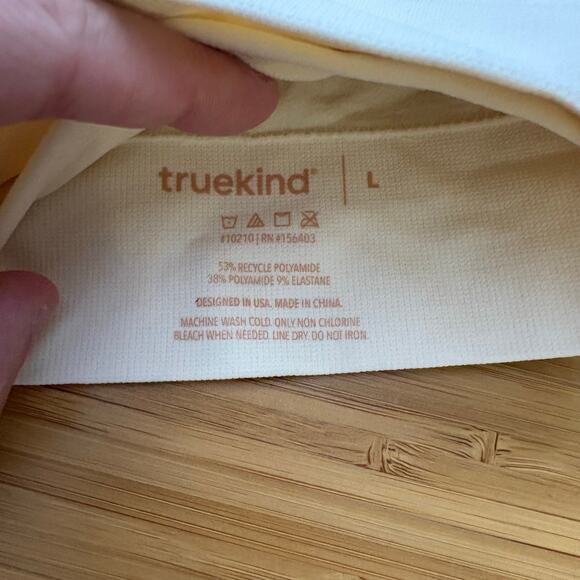 truekind® | L
#10210 | RN #156403
53% RECYCLE POLYAMIDE
38% POLYAMIDE 9% ELASTANE
DESIGNED IN USA. MADE IN CHINA.
MACHINE WASH COLD. ONLY NON CHLORINE
BLEACH WHEN NEEDED. LINE DRY. DO NOT IRON.